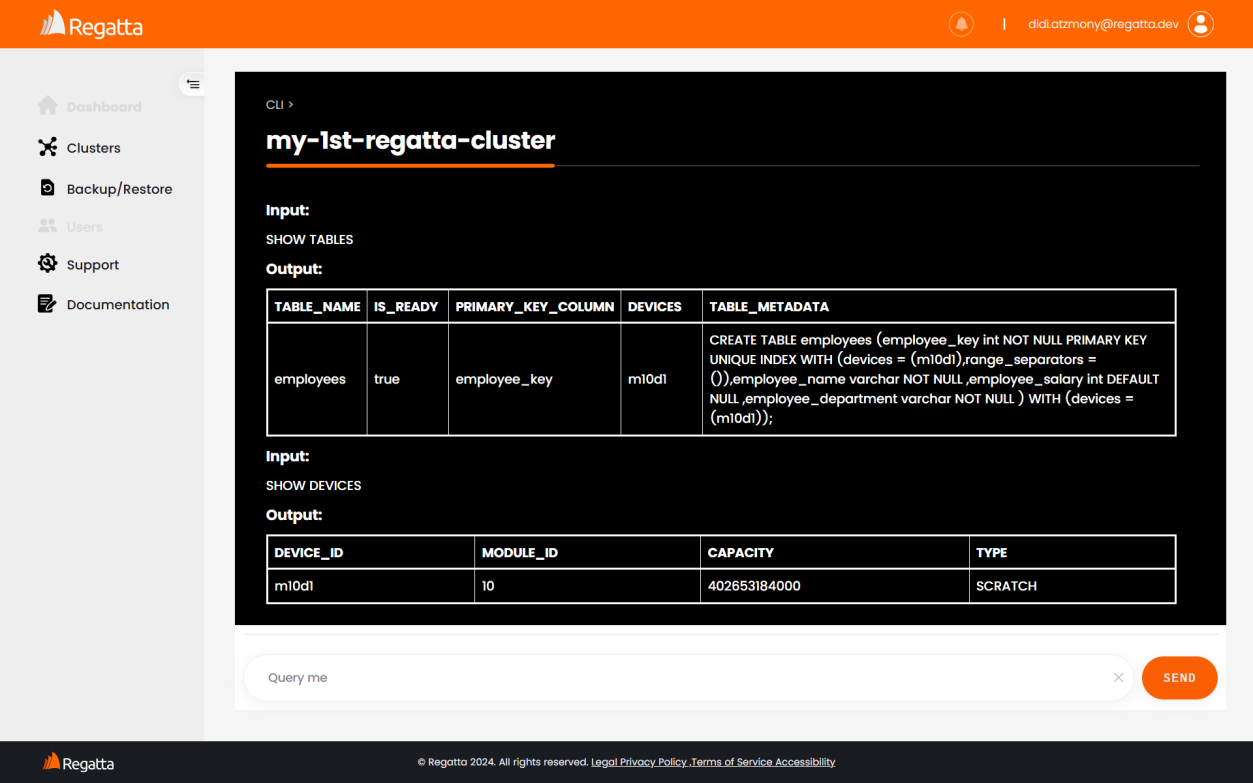 Regatta
|
didi.atzmony@regatta.dev
Dashboard
Clusters
Backup/Restore
Users
Support
Documentation
CLI >
my-1st-regatta-cluster
Input:
SHOW TABLES
Output:
TABLE_NAME IS_READY PRIMARY_KEY_COLUMN DEVICES TABLE_METADATA
employees true employee_key m10d1
CREATE TABLE employees (employee_key int NOT NULL PRIMARY KEY
UNIQUE INDEX WITH (devices = (m10d1),range_separators =
()),employee_name varchar NOT NULL ,employee_salary int DEFAULT
NULL ,employee_department varchar NOT NULL ) WITH (devices =
(m10d1));
Input:
SHOW DEVICES
Output:
DEVICE_ID MODULE_ID CAPACITY TYPE
m10d1 10 402653184000 SCRATCH
Query me
SEND
Regatta
© Regatta 2024. All rights reserved. Legal Privacy Policy ,Terms of Service Accessibility